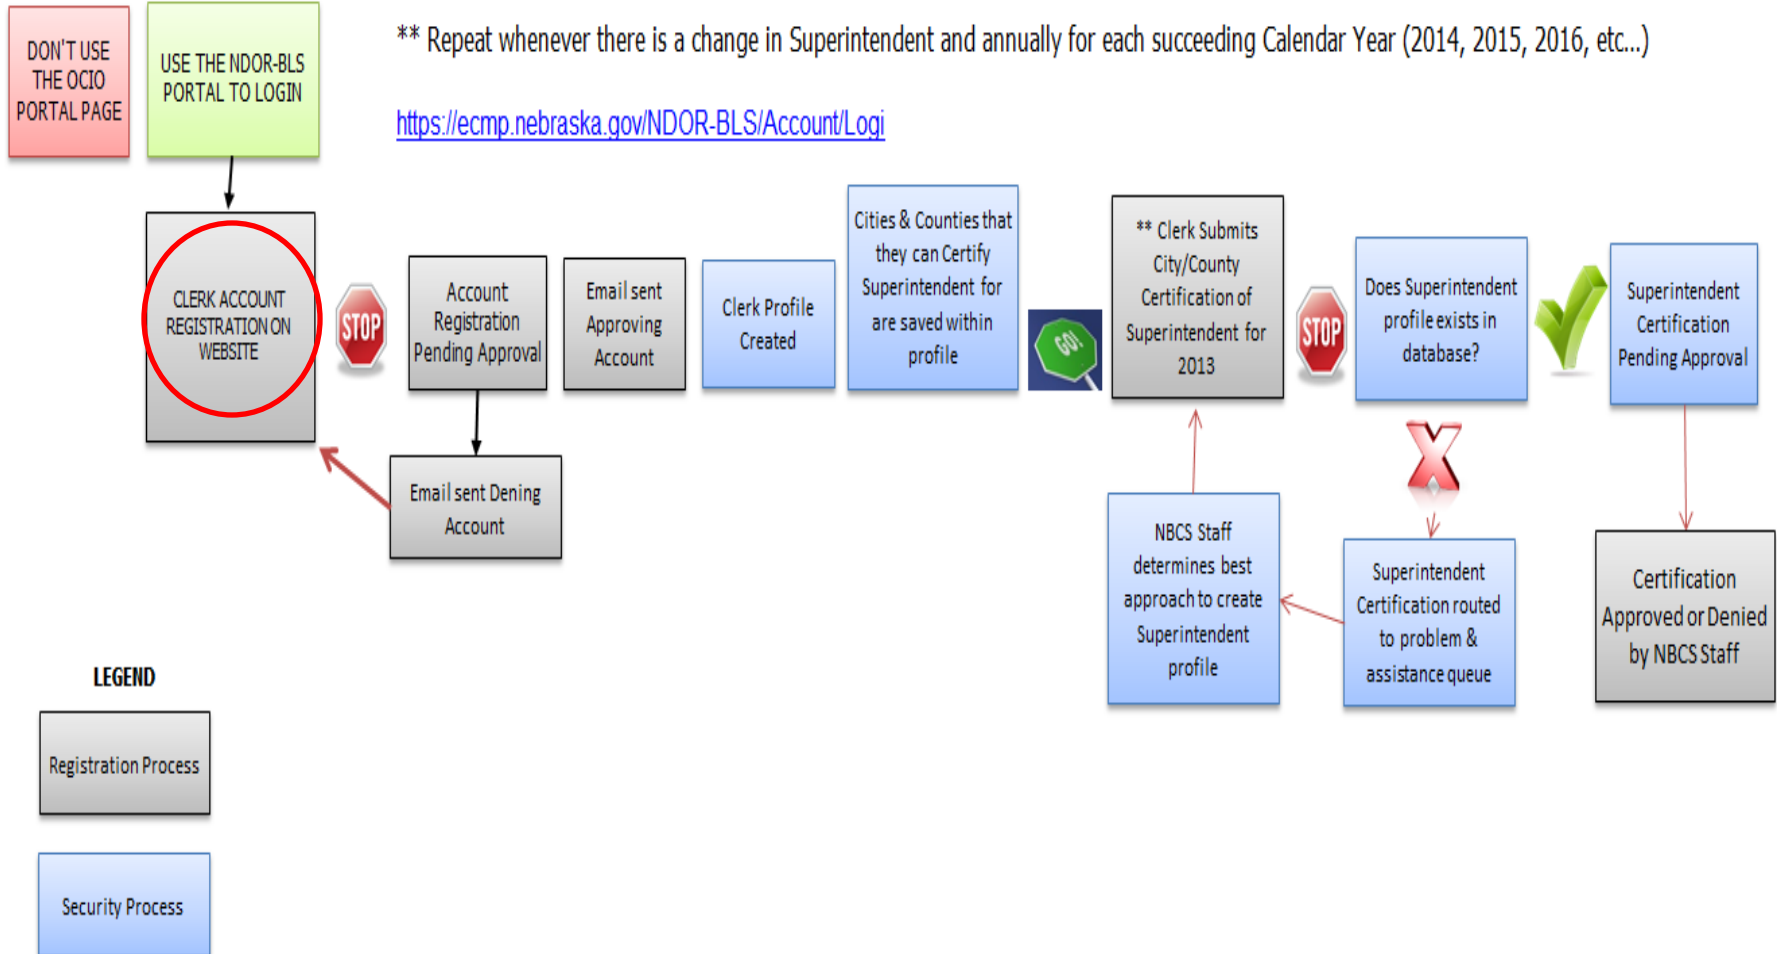 DON'T USE
THE OCIO
PORTAL PAGE
USE THE NDOR-BLS
PORTAL TO LOGIN
** Repeat whenever there is a change in Superintendent and annually for each succeeding Calendar Year (2014, 2015, 2016, etc...)
https://ecmp.nebraska.gov/NDOR-BLS/Account/Logi
CLERK ACCOUNT
REGISTRATION ON
WEBSITE
STOP
Account
Registration
Pending Approval
Email sent
Approving
Account
Clerk Profile
Created
Cities & Counties that
they can Certify
Superintendent for
are saved within
profile
GO!
** Clerk Submits
City/County
Certification of
Superintendent for
2013
STOP
Does Superintendent
profile exists in
database?
Superintendent
Certification
Pending Approval
Email sent Dening
Account
NBCS Staff
determines best
approach to create
Superintendent
profile
Superintendent
Certification routed
to problem &
assistance queue
Certification
Approved or Denied
by NBCS Staff
LEGEND
Registration Process
Security Process